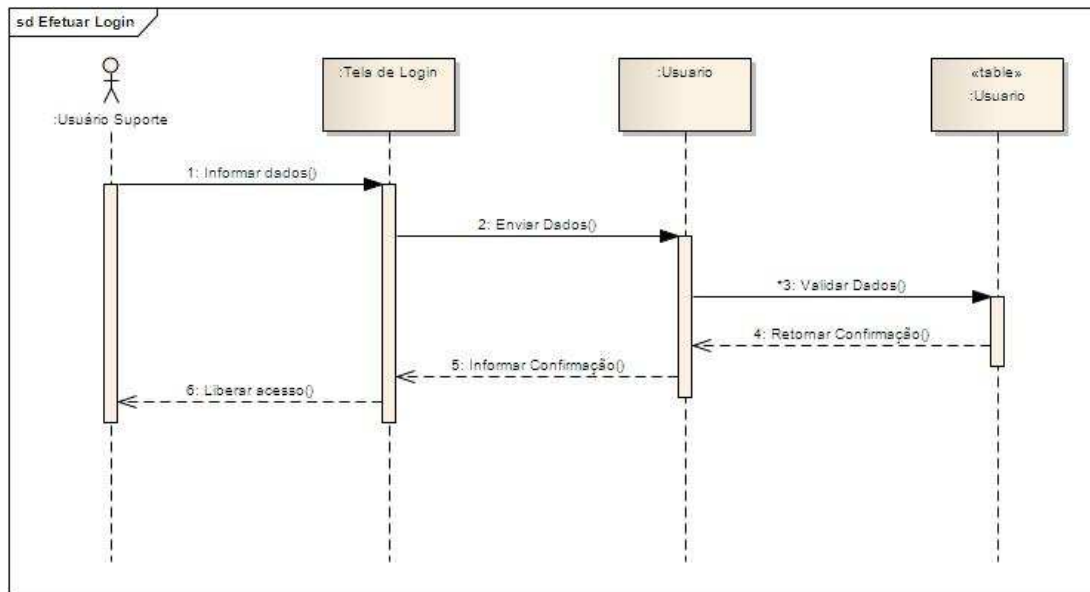 sd Efetuar Login
:Usuário Suporte
:Tela de Login
:Usuario
«table»
:Usuario
1: Informar dados()
2: Enviar Dados()
*3: Validar Dados()
4: Retornar Confirmação()
5: Informar Confirmação()
6: Liberar acesso()